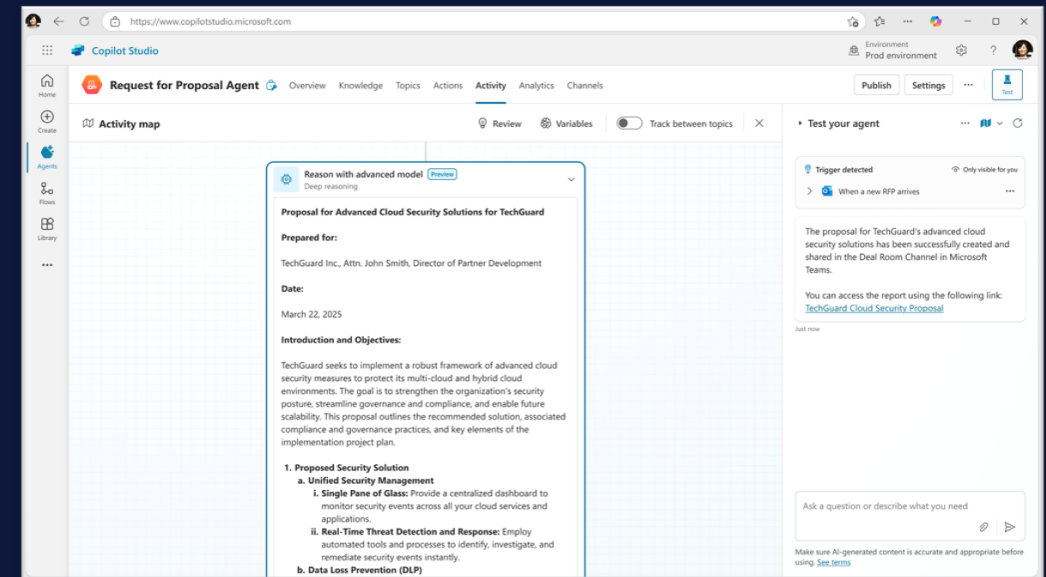 https://www.copilotstudio.microsoft.com
Copilot Studio
Environment
Prod environment
Home
Create
Agents
Flows
Library
Request for Proposal Agent
Overview Knowledge Topics Actions Activity Analytics Channels
Publish Settings
Test
Activity map
Review Variables Track between topics
Reason with advanced model Preview
Deep reasoning
Proposal for Advanced Cloud Security Solutions for TechGuard
Prepared for:
TechGuard Inc., Attn. John Smith, Director of Partner Development
Date:
March 22, 2025
Introduction and Objectives:
TechGuard seeks to implement a robust framework of advanced cloud
security measures to protect its multi-cloud and hybrid cloud
environments. The goal is to strengthen the organization's security
posture, streamline governance and compliance, and enable future
scalability. This proposal outlines the recommended solution, associated
compliance and governance practices, and key elements of the
implementation project plan.
1. Proposed Security Solution
a. Unified Security Management
i. Single Pane of Glass: Provide a centralized dashboard to
monitor security events across all your cloud services and
applications.
ii. Real-Time Threat Detection and Response: Employ
automated tools and processes to identify, investigate, and
remediate security events instantly.
b. Data Loss Prevention (DLP)
Test your agent
Trigger detected Only visible for you
When a new RFP arrives
The proposal for TechGuard's advanced cloud
security solutions has been successfully created and
shared in the Deal Room Channel in Microsoft
Teams.
You can access the report using the following link:
TechGuard Cloud Security Proposal
Just now
Ask a question or describe what you need
Make sure AI-generated content is accurate and appropriate before
using. See terms